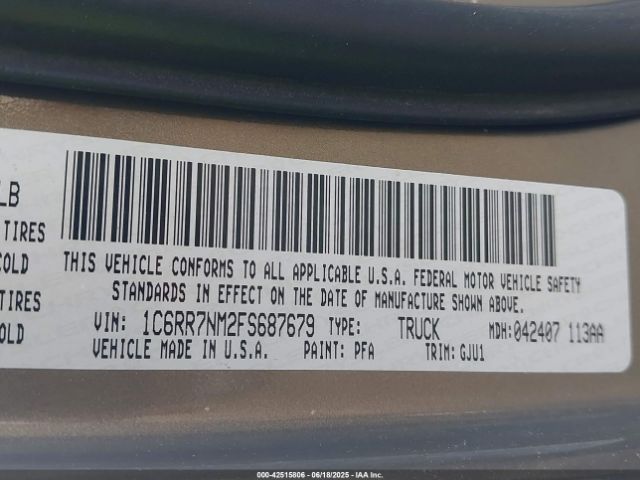 LB
TIRES
COLD
TIRES
COLD
THIS VEHICLE CONFORMS TO ALL APPLICABLE U.S.A. FEDERAL MOTOR VEHICLE SAFETY
STANDARDS IN EFFECT ON THE DATE OF MANUFACTURE SHOWN ABOVE.
VIN: 1C6RR7NM2FS687679 TYPE: TRUCK MDH:042407 113AA
VEHICLE MADE IN U.S.A. PAINT: PFA TRIM:GJU1
000-42515806 - 06/18/2025 - IAA Inc.